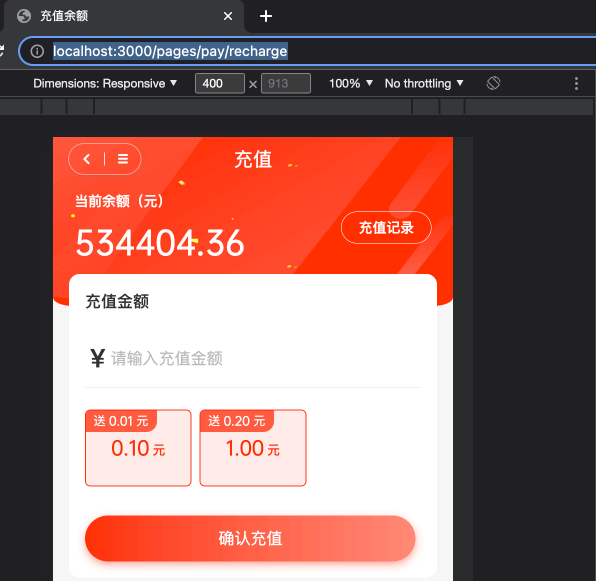 充值余额
localhost:3000/pages/pay/recharge
Dimensions: Responsive ▼ 400 × 913 100% ▼ No throttling ▼
充值
当前余额（元）
534404.36
充值记录
充值金额
¥ 请输入充值金额
送 0.01 元 送 0.20 元
0.10 元 1.00 元
确认充值